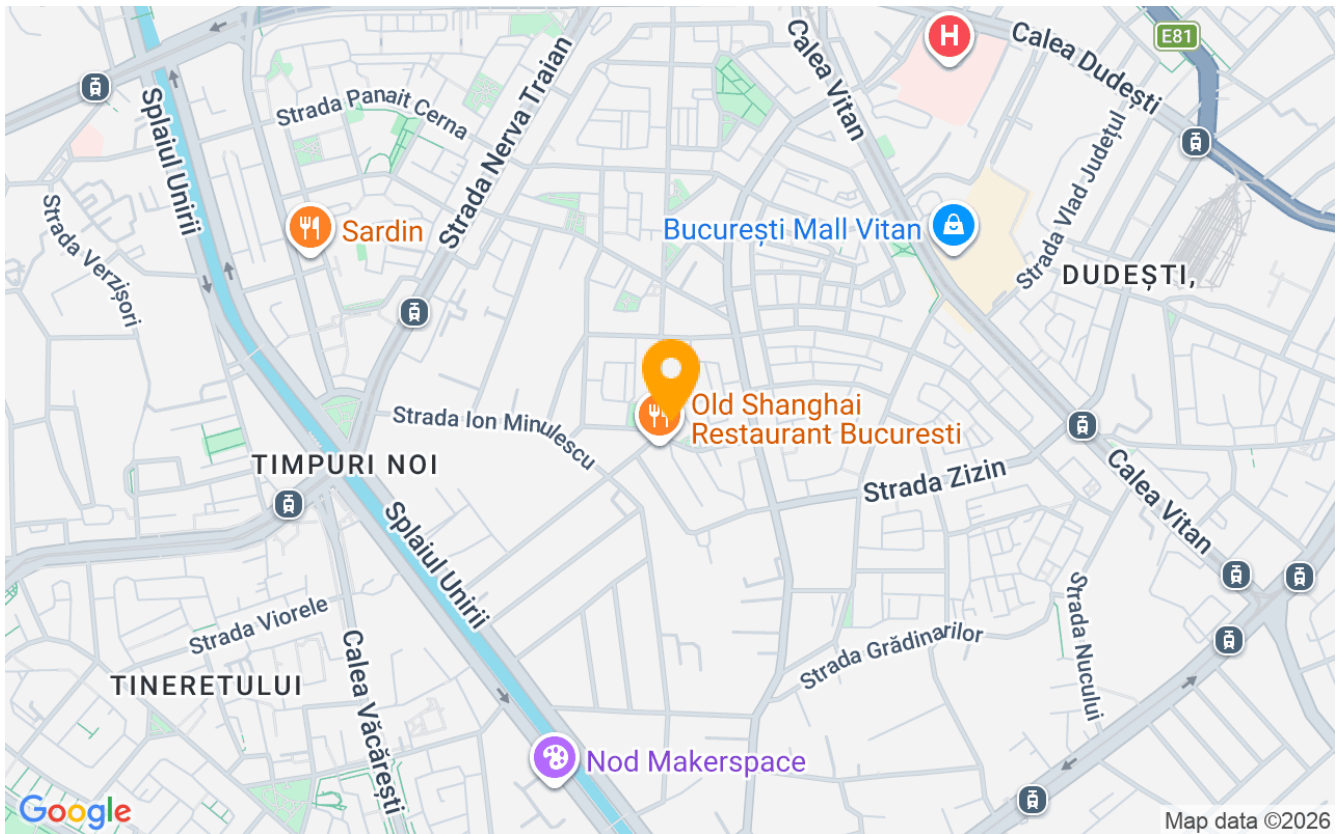 Calea Vitan
H
Calea Dudești
E81
Splaiul Unirii
Strada Panait Cerna
Strada Nerva Traian
Strada Vlad Județul
Strada Verzișori
Sardin
București Mall Vitan
DUDEȘTI,
Strada Ion Minulescu
Old Shanghai
Restaurant Bucuresti
TIMPURI NOI
Strada Zizin
Calea Vitan
Splaiul Unirii
Strada Viorele
Strada Grădinarilor
Strada Nucului
TINERETULUI
Calea Văcărești
Nod Makerspace
Google
Map data ©2026